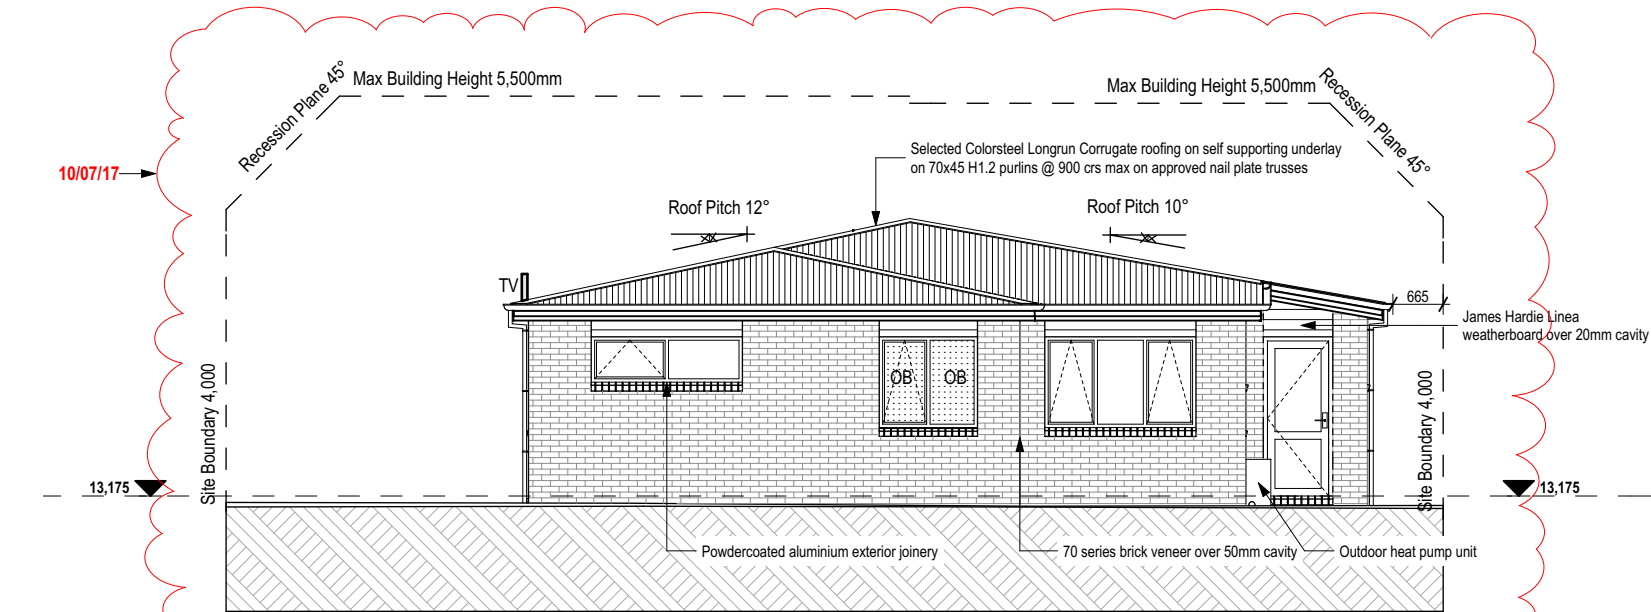 Max Building Height 5,500mm
Max Building Height 5,500mm
Recession Plane 45°
Recession Plane 45°
10/07/17
Selected Colorsteel Longrun Corrugate roofing on self supporting underlay
on 70x45 H1.2 purlins @ 900 crs max on approved nail plate trusses
Roof Pitch 12°
Roof Pitch 10°
XX
XX
TV
665
James Hardie Linea
weatherboard over 20mm cavity
OB
OB
Site Boundary 4,000
Site Boundary 4,000
13,175
13,175
Powdercoated aluminium exterior joinery
70 series brick veneer over 50mm cavity
Outdoor heat pump unit